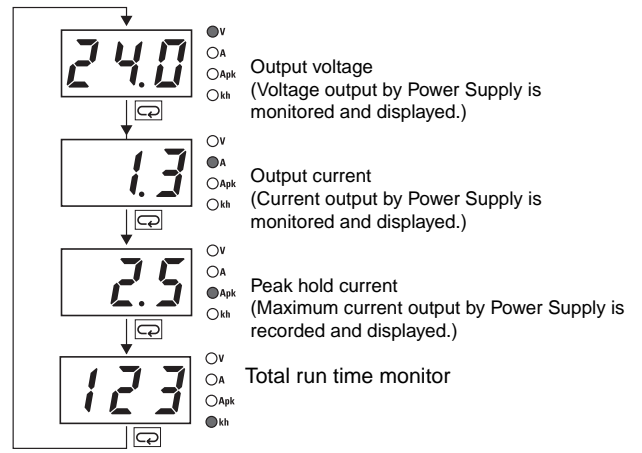 24.0
V
A
Apk
kh
Output voltage
(Voltage output by Power Supply is
monitored and displayed.)
1.3
V
A
Apk
kh
Output current
(Current output by Power Supply is
monitored and displayed.)
2.5
V
A
Apk
kh
Peak hold current
(Maximum current output by Power Supply is
recorded and displayed.)
123
V
A
Apk
kh
Total run time monitor